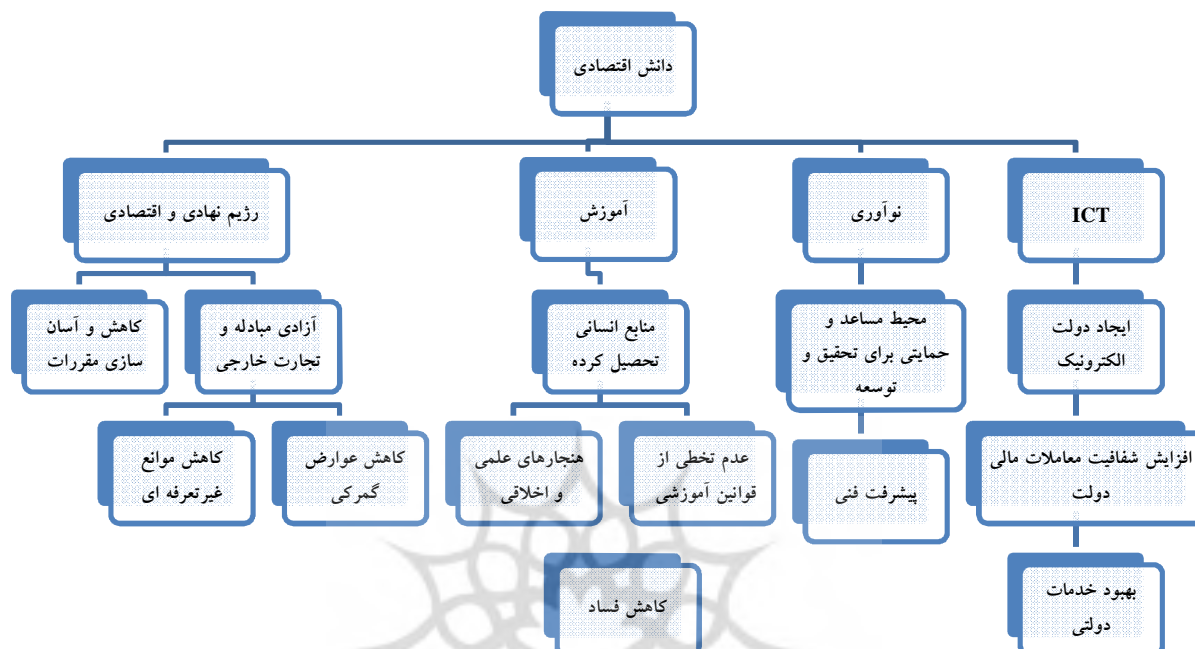 دانش اقتصادی
ICT
نوآوری
آموزش
رژیم نهادی و اقتصادی
ایجاد دولت
الکترونیک
محیط مساعد و
حمایتی برای تحقیق و
توسعه
منابع انسانی
تحصیل کرده
آزادی مبادله و
تجارت خارجی
کاهش و آسان
سازی مقررات
افزایش شفافیت معاملات مالی
دولت
پیشرفت فنی
عدم تخطی از
قوانین آموزشی
هنجارهای علمی
و اخلاقی
کاهش عوارض
گمرکی
کاهش موانع
غیرتعرفه ای
بهبود خدمات
دولتی
کاهش فساد